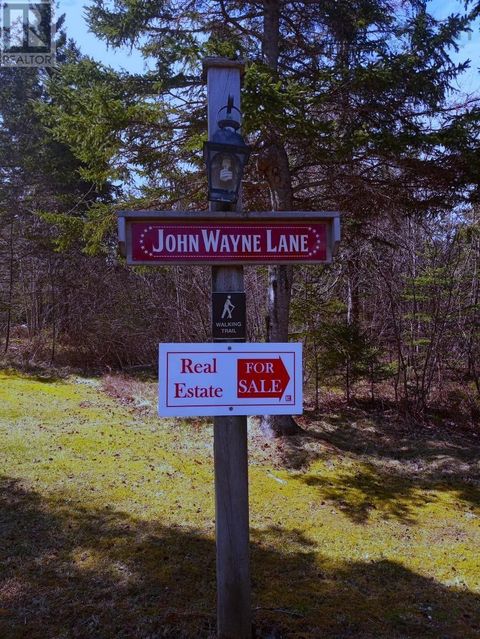 REALTOR
JOHN WAYNE LANE
WALKING
TRAIL
Real
Estate
FOR
SALE